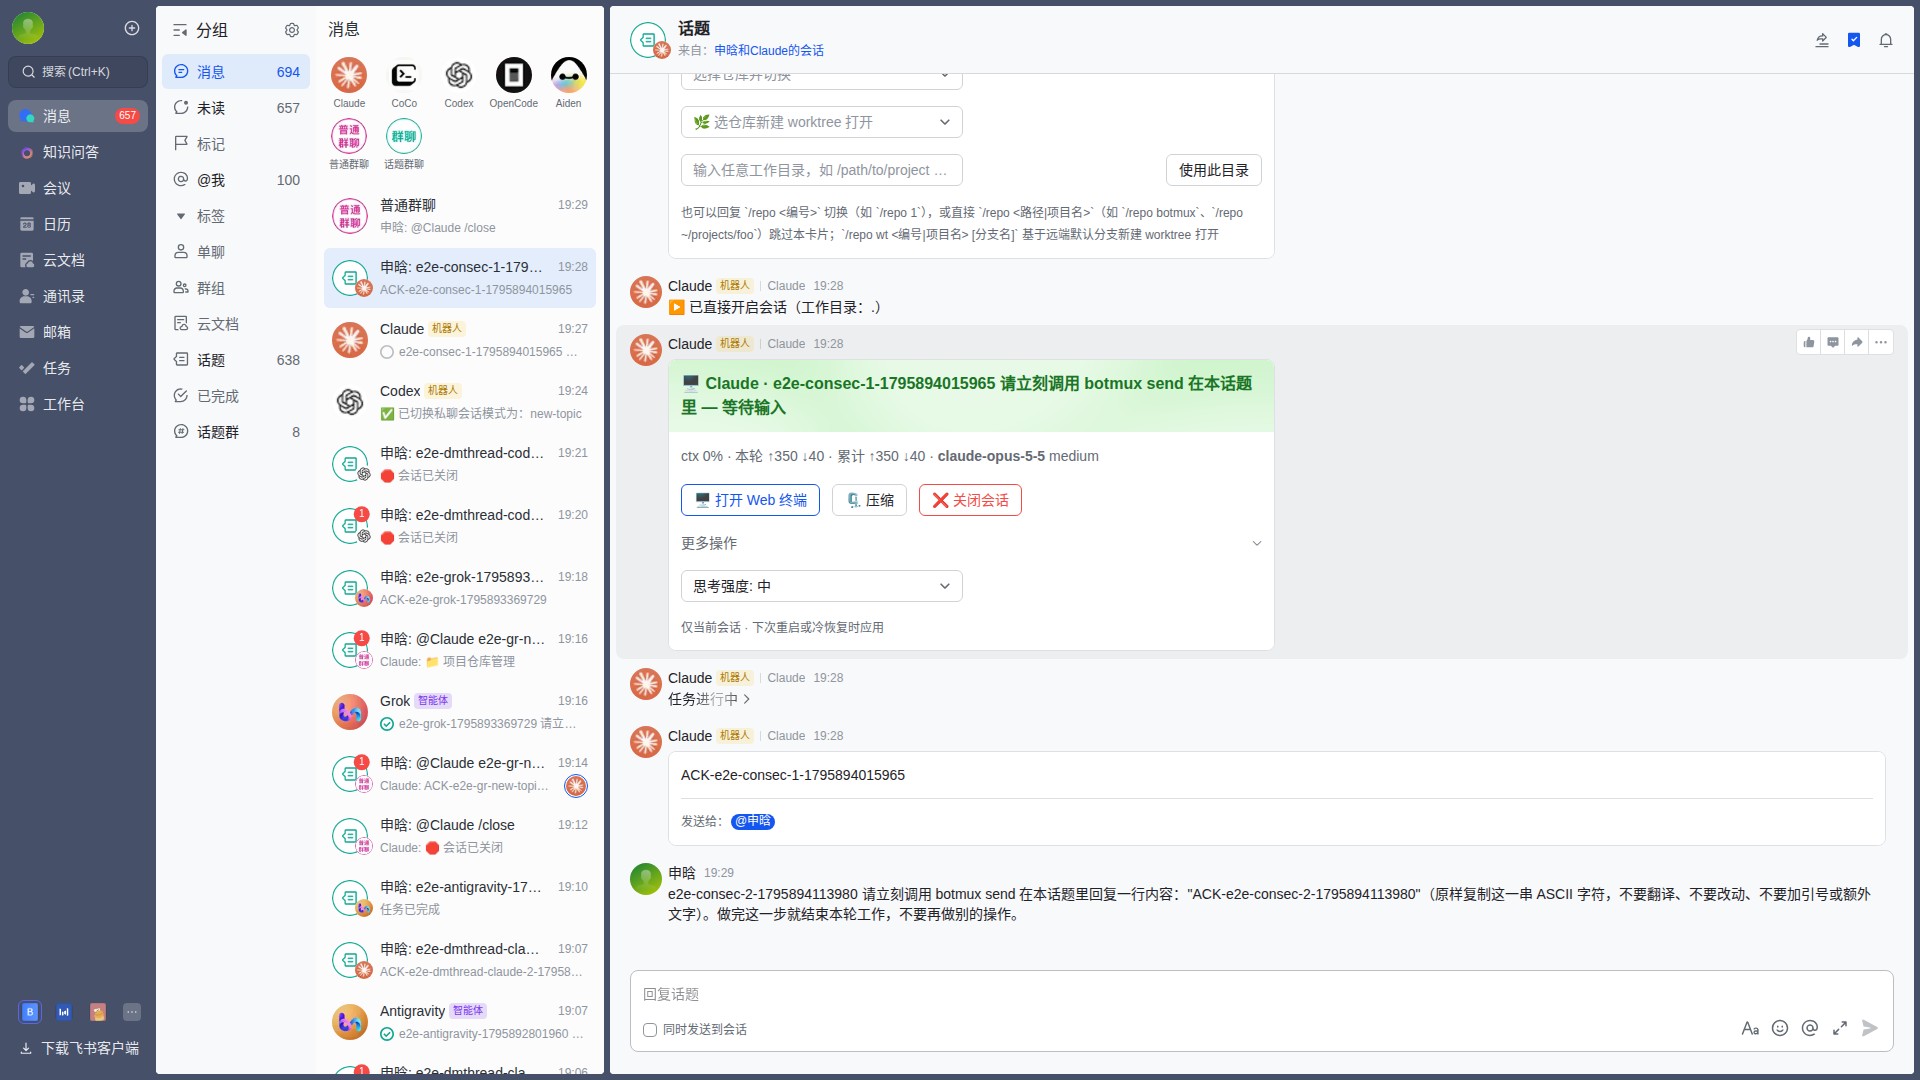 搜索 (Ctrl+K)
消息
657
知识问答
会议
日历
云文档
通讯录
邮箱
任务
工作台
下载飞书客户端
分组
消息
694
未读
657
标记
@我
100
标签
单聊
群组
云文档
话题
638
已完成
话题群
8
消息
Claude
CoCo
Codex
OpenCode
Aiden
普通群聊
话题群聊
普通群聊
19:29
申晗: @Claude /close
申晗: e2e-consec-1-179…
19:28
ACK-e2e-consec-1-1795894015965
Claude 机器人
19:27
e2e-consec-1-1795894015965 …
Codex 机器人
19:24
✅ 已切换私聊会话模式为：new-topic
申晗: e2e-dmthread-cod…
19:21
会话已关闭
1
申晗: e2e-dmthread-cod…
19:20
会话已关闭
申晗: e2e-grok-1795893…
19:18
ACK-e2e-grok-1795893369729
1
申晗: @Claude e2e-gr-n…
19:16
Claude: 📁 项目仓库管理
Grok 智能体
19:16
e2e-grok-1795893369729 请立…
1
申晗: @Claude e2e-gr-n…
19:14
Claude: ACK-e2e-gr-new-topi…
申晗: @Claude /close
19:12
Claude: 🛑 会话已关闭
申晗: e2e-antigravity-17…
19:10
任务已完成
申晗: e2e-dmthread-cla…
19:07
ACK-e2e-dmthread-claude-2-17958…
Antigravity 智能体
19:07
e2e-antigravity-1795892801960 …
1
申晗: e2e-dmthread-cla…
19:06
话题
来自：申晗和Claude的会话
选择仓库并切换
🌿 选仓库新建 worktree 打开
输入任意工作目录，如 /path/to/project …
使用此目录
也可以回复 `/repo <编号>` 切换（如 `/repo 1`），或直接 `/repo <路径|项目名>`（如 `/repo botmux`、`/repo
~/projects/foo`）跳过本卡片；`/repo wt <编号|项目名> [分支名]` 基于远端默认分支新建 worktree 打开
Claude 机器人 Claude 19:28
▶️ 已直接开启会话（工作目录：.）
Claude 机器人 Claude 19:28
🖥️ Claude · e2e-consec-1-1795894015965 请立刻调用 botmux send 在本话题
里 — 等待输入
ctx 0% · 本轮 ↑350 ↓40 · 累计 ↑350 ↓40 · claude-opus-5-5 medium
🖥️ 打开 Web 终端
🗜️ 压缩
❌ 关闭会话
更多操作
思考强度: 中
仅当前会话 · 下次重启或冷恢复时应用
Claude 机器人 Claude 19:28
任务进行中
Claude 机器人 Claude 19:28
ACK-e2e-consec-1-1795894015965
发送给： @申晗
申晗 19:29
e2e-consec-2-1795894113980 请立刻调用 botmux send 在本话题里回复一行内容："ACK-e2e-consec-2-1795894113980"（原样复制这一串 ASCII 字符，不要翻译、不要改动、不要加引号或额外
文字）。做完这一步就结束本轮工作，不要再做别的操作。
回复话题
同时发送到会话